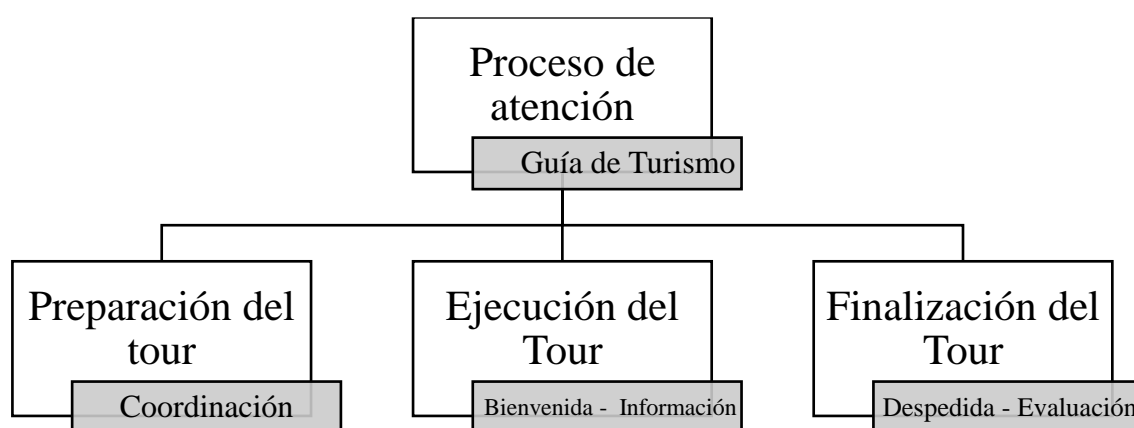 Proceso de
atención
Guía de Turismo
Preparación del
tour
Coordinación
Ejecución del
Tour
Bienvenida - Información
Finalización del
Tour
Despedida - Evaluación